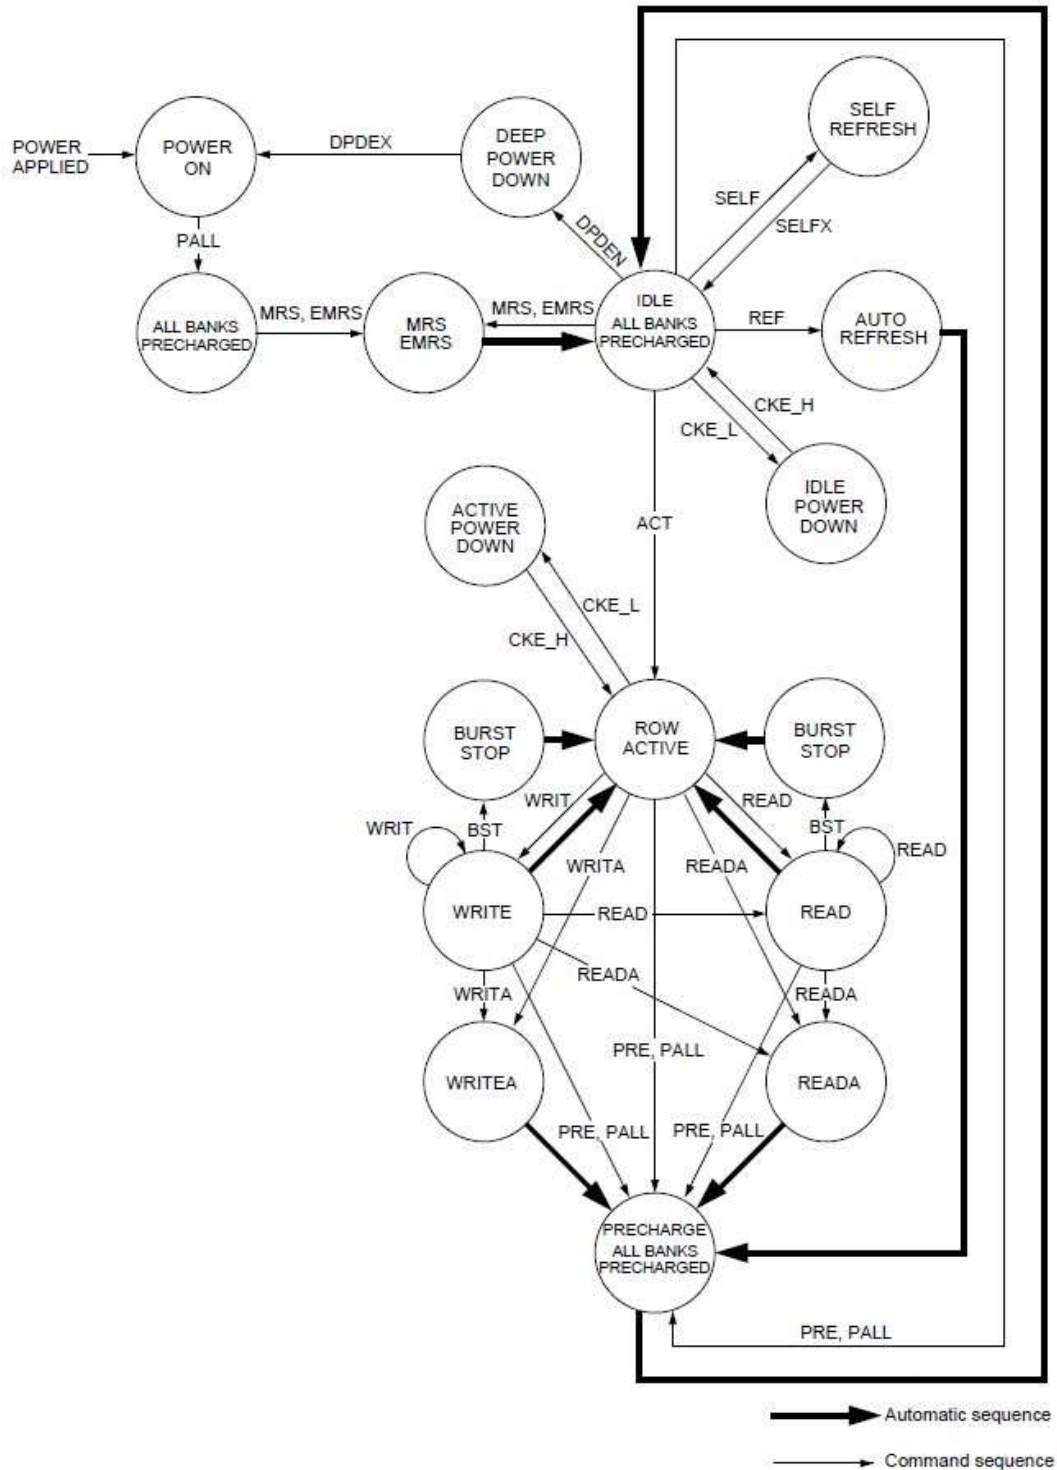 POWER
APPLIED
POWER
ON
DPDEX
DEEP
POWER
DOWN
SELF
REFRESH
SELF
SELFX
DPDEN
PALL
ALL BANKS
PRECHARGED
MRS, EMRS
MRS
EMRS
MRS, EMRS
IDLE
ALL BANKS
PRECHARGED
REF
AUTO
REFRESH
CKE_H
CKE_L
IDLE
POWER
DOWN
ACTIVE
POWER
DOWN
ACT
CKE_L
CKE_H
BURST
STOP
ROW
ACTIVE
BURST
STOP
WRIT
READ
WRIT
BST
BST
READ
WRITA
READA
WRITE
READ
READ
READA
WRITA
READA
WRITEA
PRE, PALL
READA
PRE, PALL
PRE, PALL
PRECHARGE
ALL BANKS
PRECHARGED
PRE, PALL
Automatic sequence
Command sequence